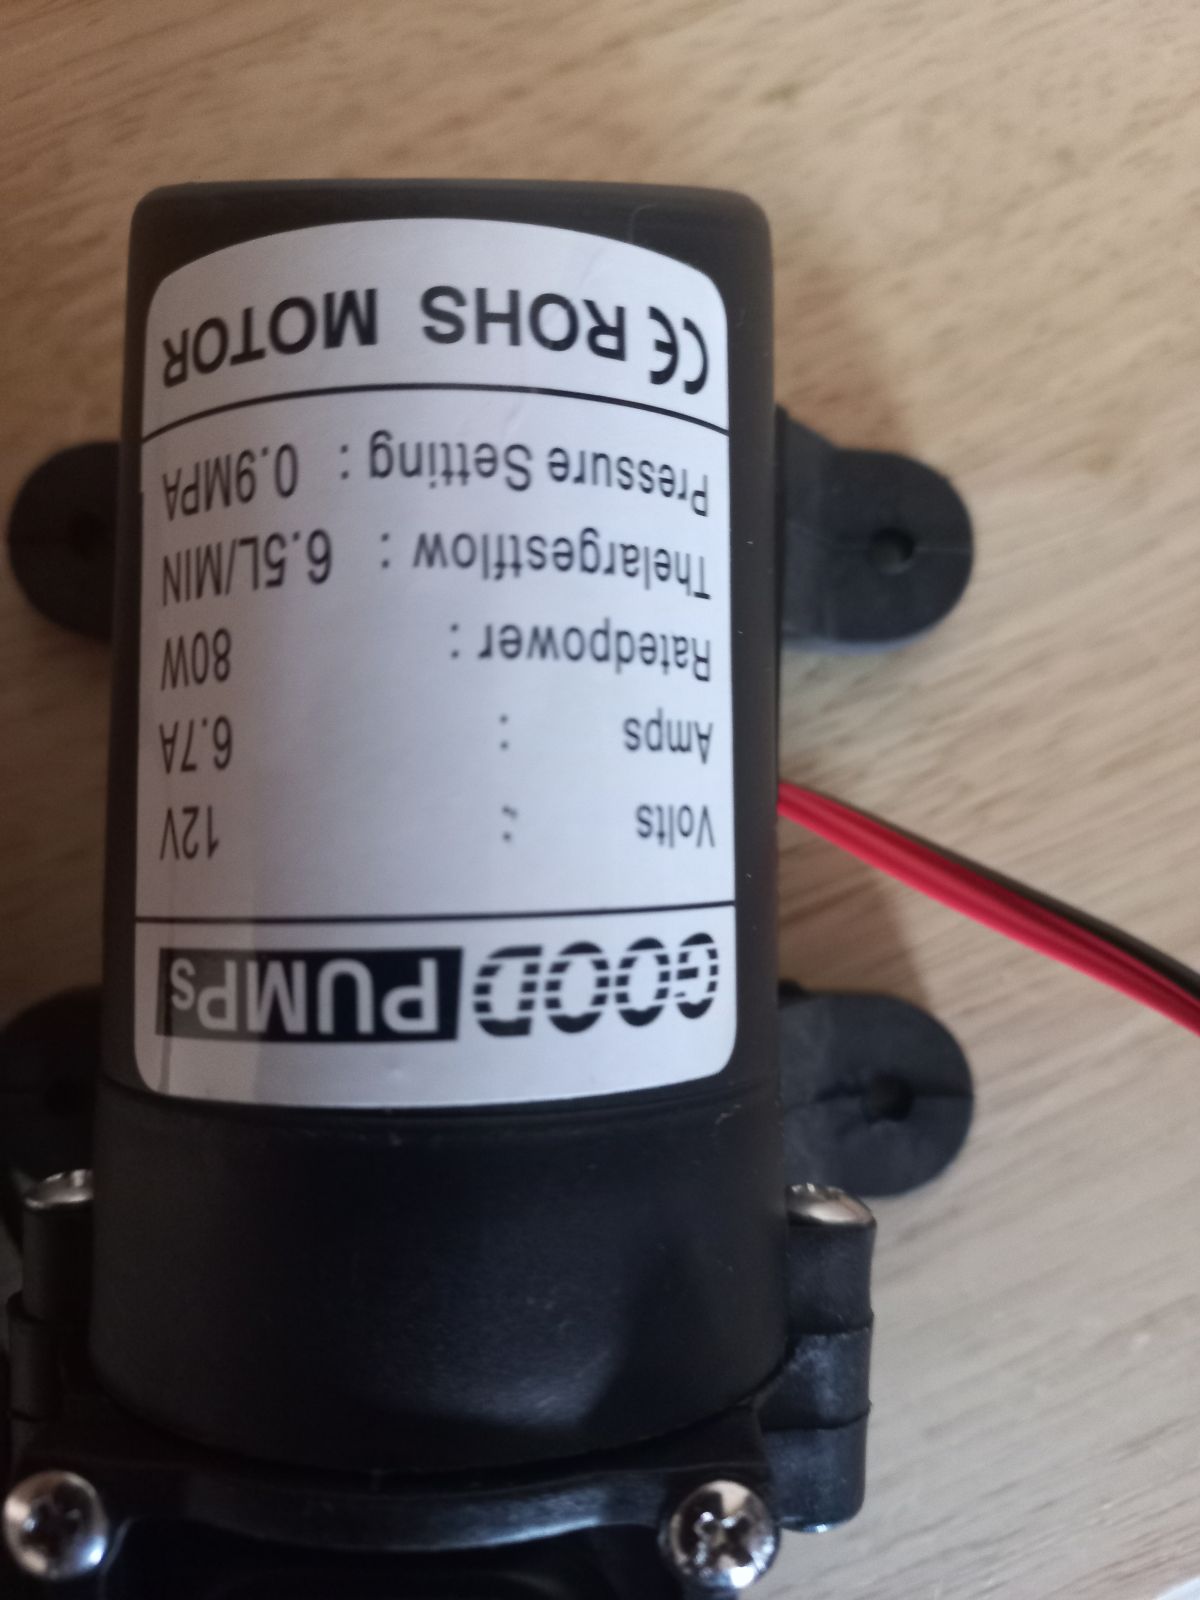 GOOD PUMPs
Volts : 12V
Amps : 6.7A
Ratedpower : 80W
Thelargestflow : 6.5L/MIN
Pressure Setting : 0.9MPA
CE ROHS MOTOR